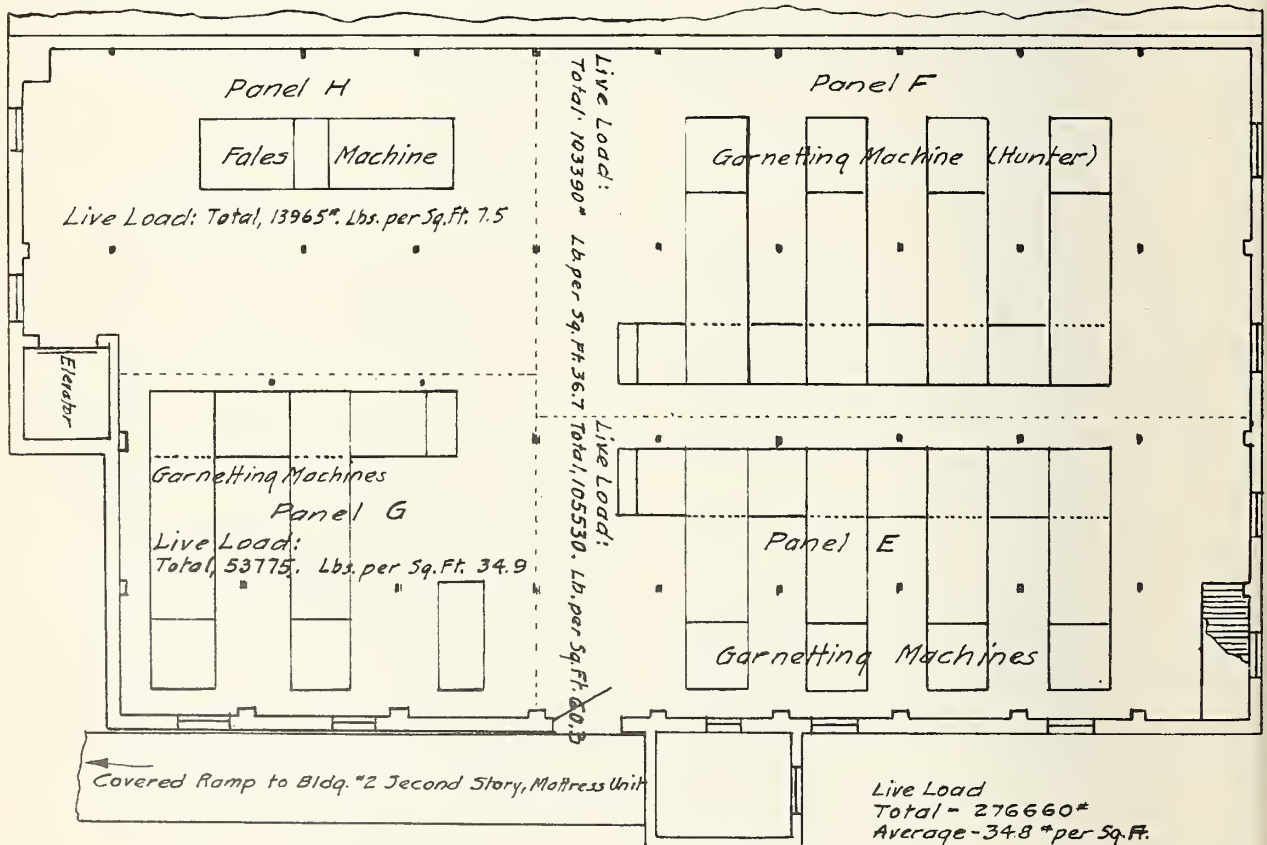 Panel H
Fales Machine
Live Load: Total, 13965#. Lbs. per Sq.Ft. 7.5
Live Load:
Total, 103390# Lb. per Sq. Ft. 36.7
Panel F
Garnetting Machine (Hunter)
Elevator
Garnetting Machines
Panel G
Live Load:
Total, 53775. Lbs. per Sq. Ft. 34.9
Live Load:
Total, 105530. Lb. per Sq. Ft.
Panel E
Garnetting Machines
Covered Ramp to Bldg. #2 Second Story, Mattress Unit
Live Load
Total - 276660#
Average - 34.8 # per Sq. Ft.